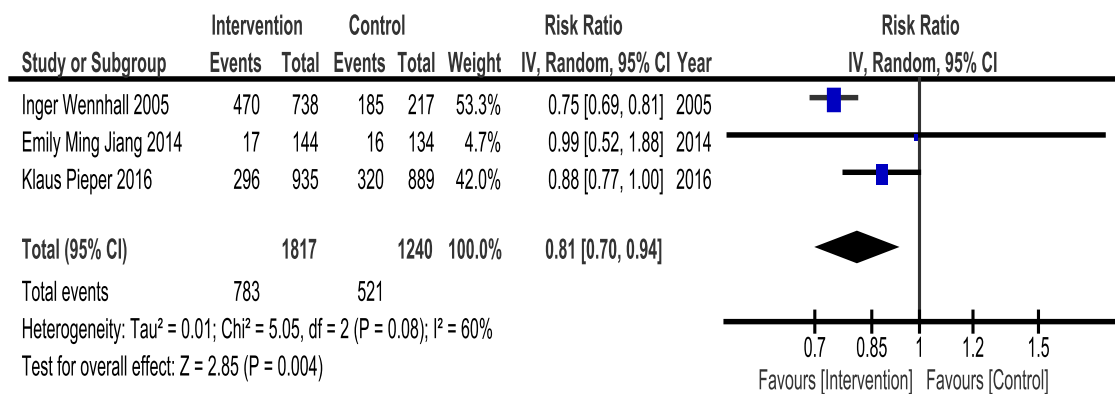 Intervention Control Risk Ratio Risk Ratio
Study or Subgroup Events Total Events Total Weight IV, Random, 95% CI Year IV, Random, 95% CI
Inger Wennhall 2005 470 738 185 217 53.3% 0.75 [0.69, 0.81] 2005
Emily Ming Jiang 2014 17 144 16 134 4.7% 0.99 [0.52, 1.88] 2014
Klaus Pieper 2016 296 935 320 889 42.0% 0.88 [0.77, 1.00] 2016
Total (95% CI) 1817 1240 100.0% 0.81 [0.70, 0.94]
Total events 783 521
Heterogeneity: Tau² = 0.01; Chi² = 5.05, df = 2 (P = 0.08); I² = 60%
Test for overall effect: Z = 2.85 (P = 0.004)
0.7 0.85 1 1.2 1.5
Favours [Intervention] Favours [Control]